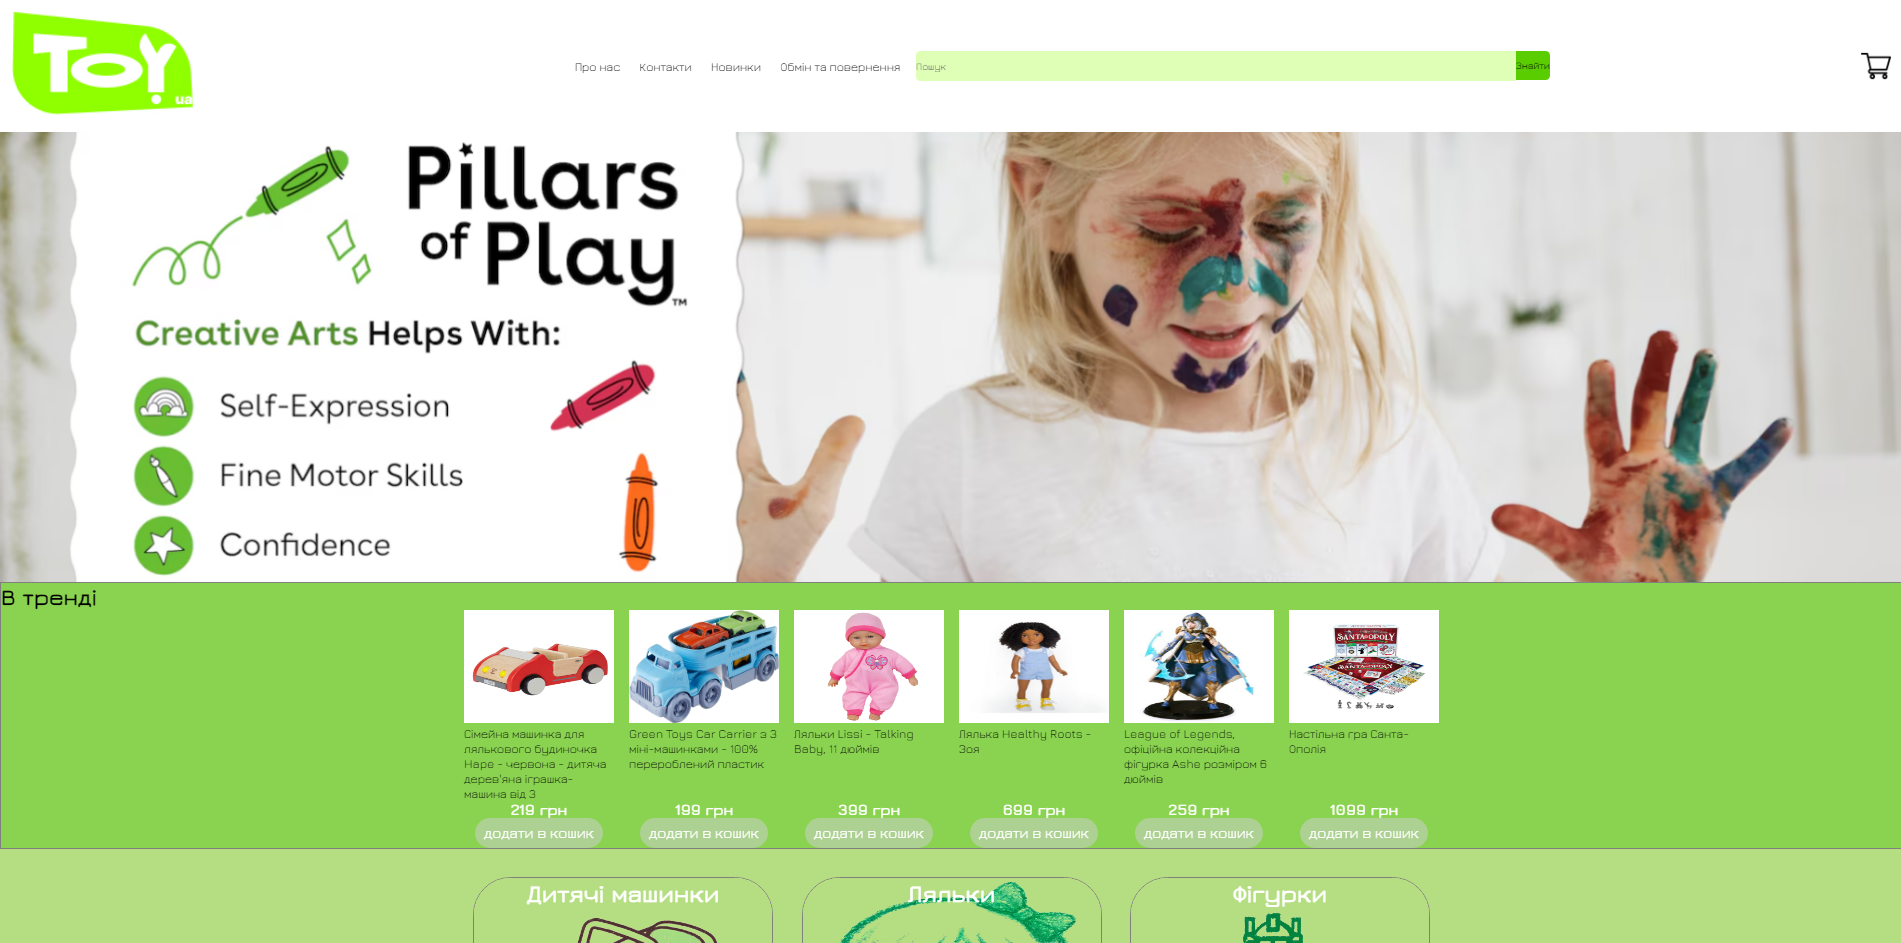 Toy
ua
Про нас Контакти Новинки Обмін та повернення Пошук Знайти
Pillars
of Play™
Creative Arts Helps With:
Self-Expression
Fine Motor Skills
Confidence
В тренді
Сімейна машинка для
лялькового будиночка
Hape - червона - дитяча
дерев'яна іграшка-
машина від 3
219 грн
додати в кошик
Green Toys Car Carrier з 3
міні-машинками - 100%
перероблений пластик
199 грн
додати в кошик
Ляльки Lissi - Talking
Baby, 11 дюймів
399 грн
додати в кошик
Лялька Healthy Roots -
Зоя
699 грн
додати в кошик
League of Legends,
офіційна колекційна
фігурка Ashe розміром 6
дюймів
259 грн
додати в кошик
SANTA-OPOLY
SANTA-OPOLY
Настільна гра Санта-
Ополія
1099 грн
додати в кошик
Дитячі машинки
Ляльки
Фігурки